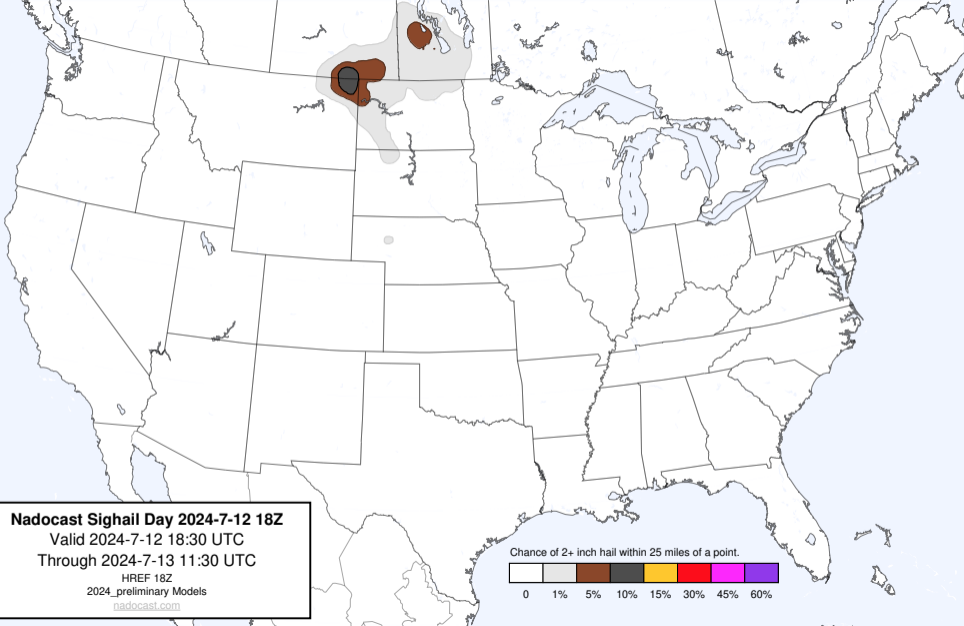 Nadocast Sighail Day 2024-7-12 18Z
Valid 2024-7-12 18:30 UTC
Through 2024-7-13 11:30 UTC
HREF 18Z
2024_preliminary Models
nadocast.com
Chance of 2+ inch hail within 25 miles of a point.
0 1% 5% 10% 15% 30% 45% 60%